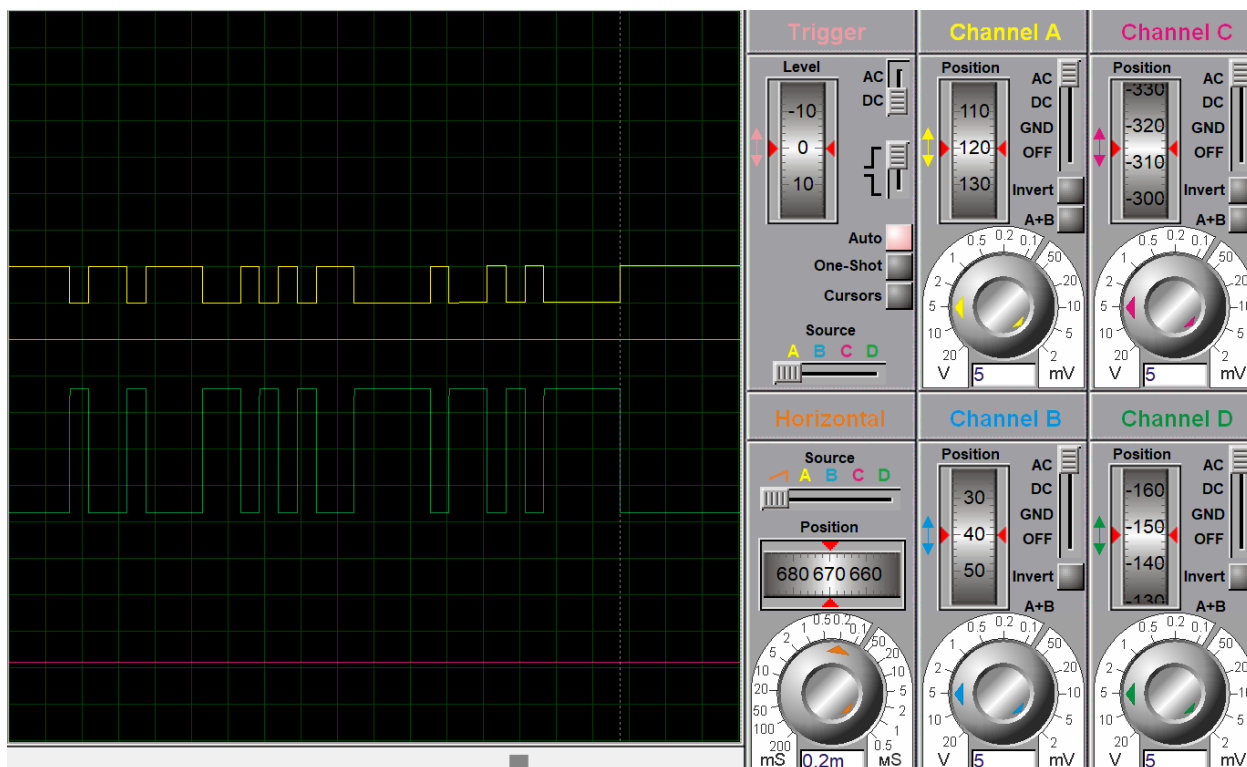 Trigger
Level
AC
DC
-10
0
10
Auto
One-Shot
Cursors
Source
A B C D
Channel A
Position
AC
DC
GND
OFF
110
120
130
Invert
A+B
20 10 5 2 1 0.5 0.2 0.1 50 20 10 5 2
V 5 mV
Channel C
Position
AC
DC
GND
OFF
-330
-320
-310
-300
Invert
A+B
20 10 5 2 1 0.5 0.2 0.1 50 20 10 5 2
V 5 mV
Horizontal
Source
A B C D
Position
680 670 660
200 100 50 20 10 5 2 1 0.5 0.2 0.1 50 20 10 5 2 1 0.5
mS 0.2m µS
Channel B
Position
AC
DC
GND
OFF
30
40
50
Invert
A+B
20 10 5 2 1 0.5 0.2 0.1 50 20 10 5 2
V 5 mV
Channel D
Position
AC
DC
GND
OFF
-160
-150
-140
-130
Invert
A+B
20 10 5 2 1 0.5 0.2 0.1 50 20 10 5 2
V 5 mV